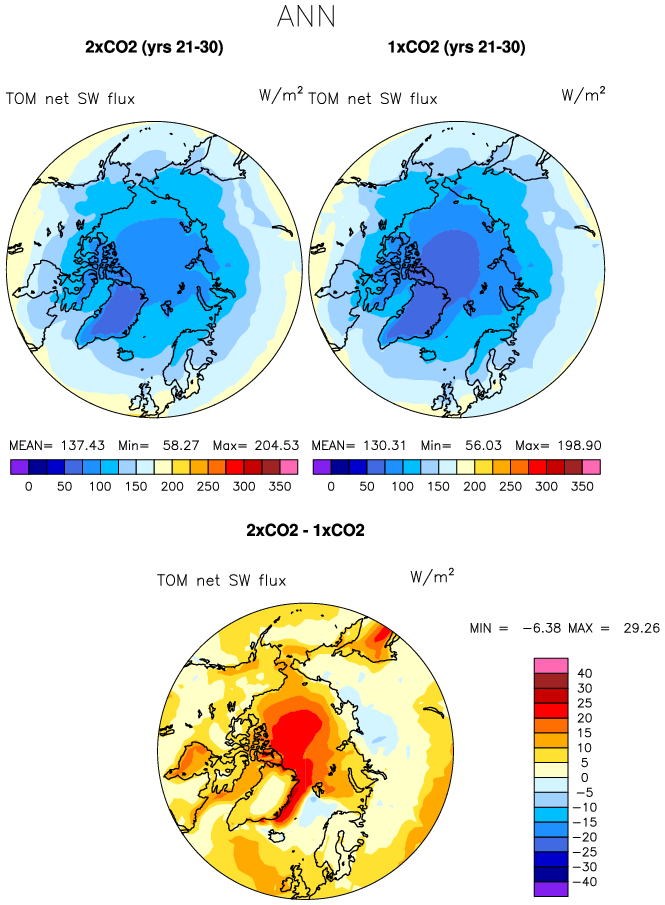 ANN
2xCO2 (yrs 21-30) 1xCO2 (yrs 21-30)
TOM net SW flux W/m² TOM net SW flux W/m²
MEAN= 137.43 Min= 58.27 Max= 204.53 MEAN= 130.31 Min= 56.03 Max= 198.90
0 50 100 150 200 250 300 350 0 50 100 150 200 250 300 350
2xCO2 - 1xCO2
TOM net SW flux W/m²
MIN = -6.38 MAX = 29.26
40
30
25
20
15
10
5
0
-5
-10
-15
-20
-25
-30
-40